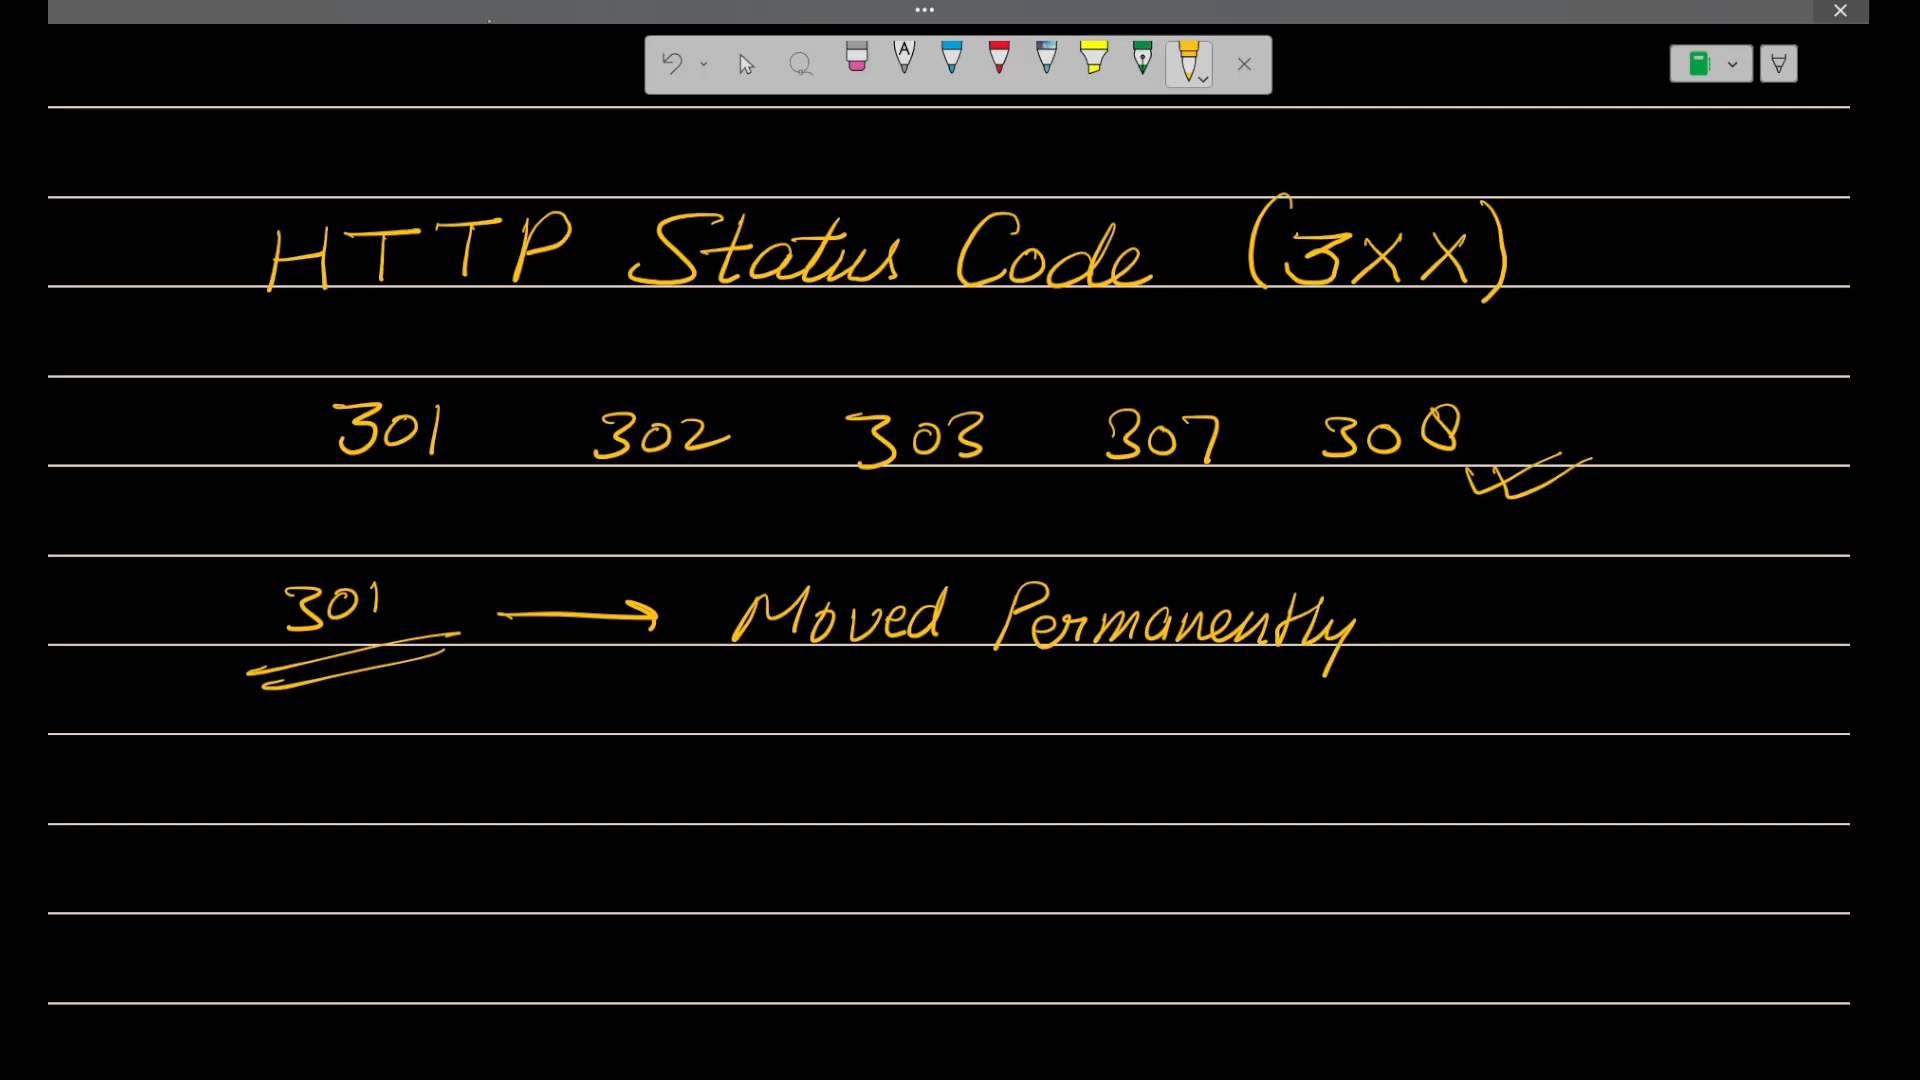 HTTP Status Code (3XX)
301 302 303 307 308
301 → Moved Permanently